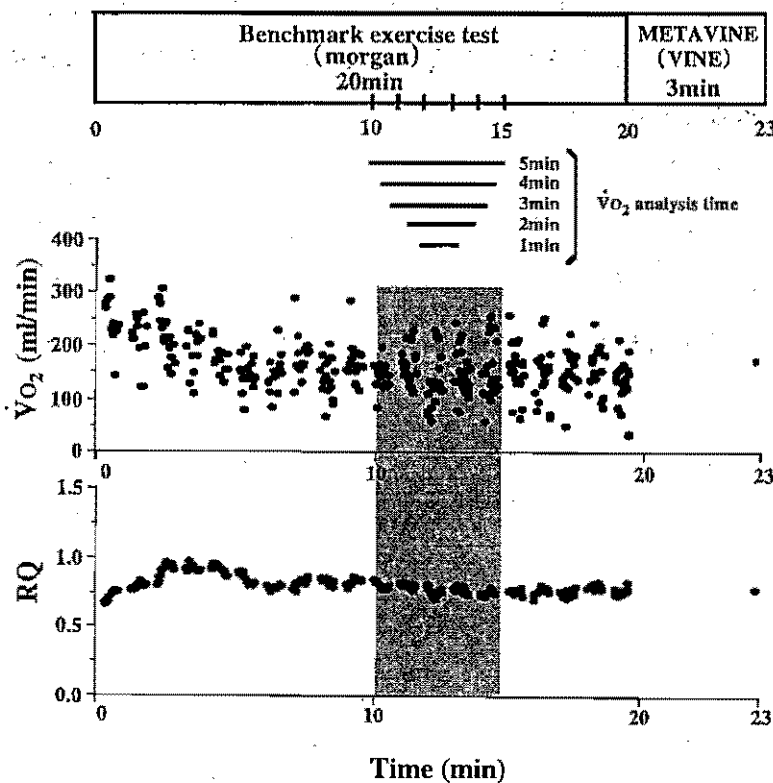 Benchmark exercise test
(morgan)
20min
METAVINE
(VINE)
3min
0 10 15 20 23
5min
4min
3min
2min
1min
V̇O₂ analysis time
V̇O₂ (ml/min)
400
300
200
100
0
0 10 20 23
RQ
1.5
1.0
0.5
0.0
0 10 20 23
Time (min)